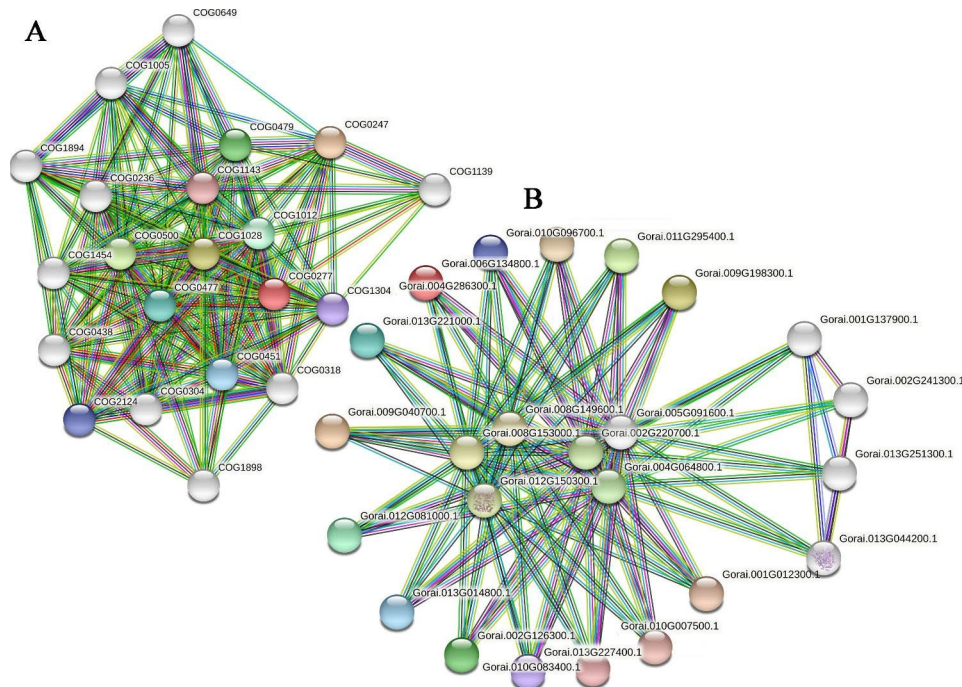 A
COG0649
COG1005
COG0479
COG0247
COG1894
COG1143
COG0236
COG1139
COG1012
COG0500
COG1028
COG1454
COG0277
COG0477
COG1304
COG0438
COG0451
COG0318
COG0304
COG2124
COG1898
B
Gorai.010G096700.1
Gorai.011G295400.1
Gorai.006G134800.1
Gorai.009G198300.1
Gorai.004G286300.1
Gorai.001G137900.1
Gorai.013G221000.1
Gorai.002G241300.1
Gorai.008G149600.1
Gorai.005G091600.1
Gorai.009G040700.1
Gorai.008G153000.1
Gorai.002G220700.1
Gorai.013G251300.1
Gorai.004G064800.1
Gorai.012G150300.1
Gorai.012G081000.1
Gorai.013G044200.1
Gorai.001G012300.1
Gorai.013G014800.1
Gorai.010G007500.1
Gorai.002G126300.1
Gorai.013G227400.1
Gorai.010G083400.1